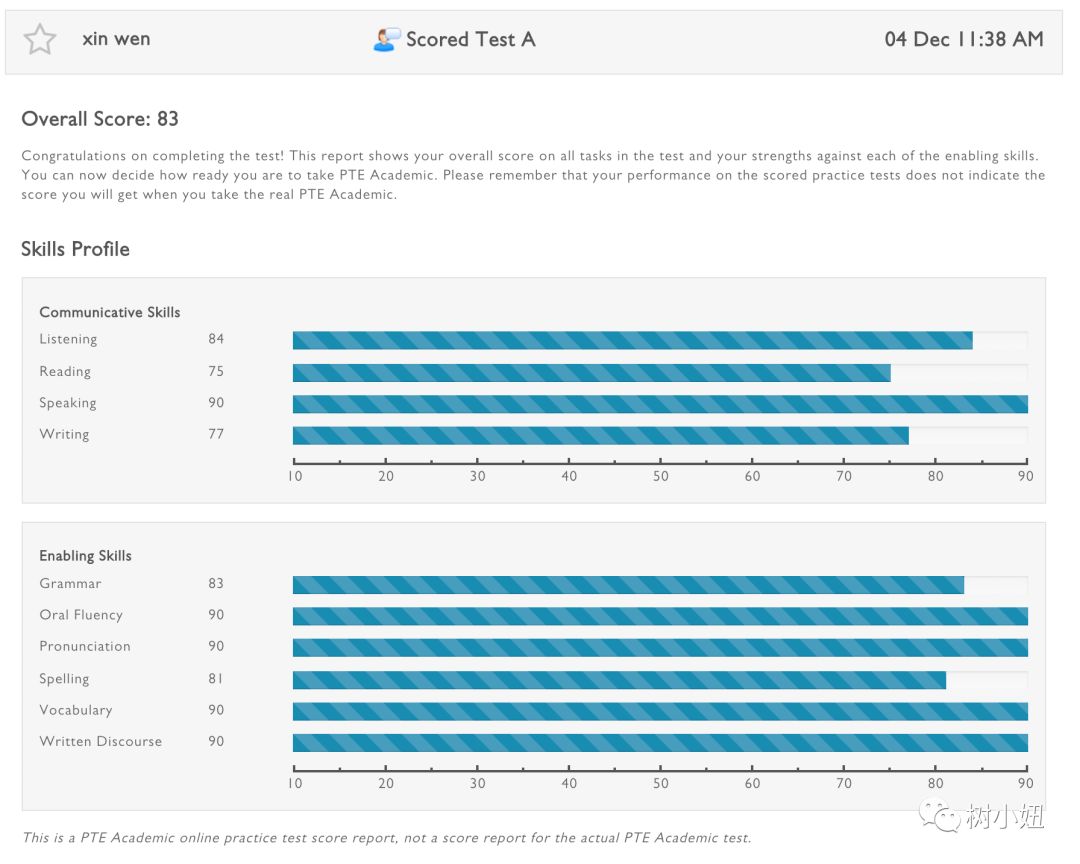 xin wen Scored Test A 04 Dec 11:38 AM
Overall Score: 83
Congratulations on completing the test! This report shows your overall score on all tasks in the test and your strengths against each of the enabling skills.
You can now decide how ready you are to take PTE Academic. Please remember that your performance on the scored practice tests does not indicate the
score you will get when you take the real PTE Academic.
Skills Profile
Communicative Skills
Listening 84
Reading 75
Speaking 90
Writing 77
10 20 30 40 50 60 70 80 90
Enabling Skills
Grammar 83
Oral Fluency 90
Pronunciation 90
Spelling 81
Vocabulary 90
Written Discourse 90
10 20 30 40 50 60 70 80 90
树小妞
This is a PTE Academic online practice test score report, not a score report for the actual PTE Academic test.